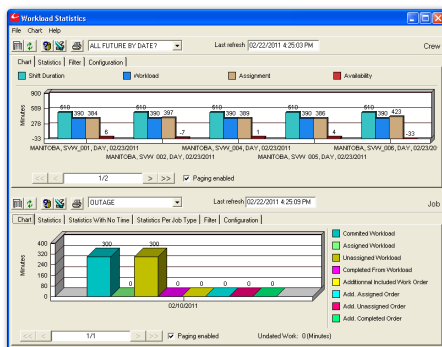 Workload Statistics
File Chart Help
ALL FUTURE BY DATE? Last refresh 02/22/2011 4:25:03 PM Crew
Chart Statistics Filter Configuration
Shift Duration Workload Assignment Availability
Minutes
900
589
278
-33
510 390 384 6
510 390 397 -7
510 390 389 1
510 390 386 4
510 390 423 -33
MANITOBA, SVW_001, DAY, 02/23/2011 MANITOBA, SVW_004, DAY, 02/23/2011 MANITOBA, SVW_006, DAY, 02/23/20
MANITOBA, SVW_002, DAY, 02/23/2011 MANITOBA, SVW_005, DAY, 02/23/2011
<< < 1/2 > >> Paging enabled
OUTAGE Last refresh 02/22/2011 4:25:09 PM Job
Chart Statistics Statistics With No Time Statistics Per Job Type Filter Configuration
Minutes
400
320
240
160
80
0
300 0 300 0 0 0 0 0
02/10/2011
Commited Workload
Assigned Workload
Unassigned Workload
Completed From Workload
Additional Included Work Order
Add. Assigned Order
Add. Unassigned Order
Add. Completed Order
<< < 1/1 > >> Paging enabled Undated Work: 0 (Minutes)